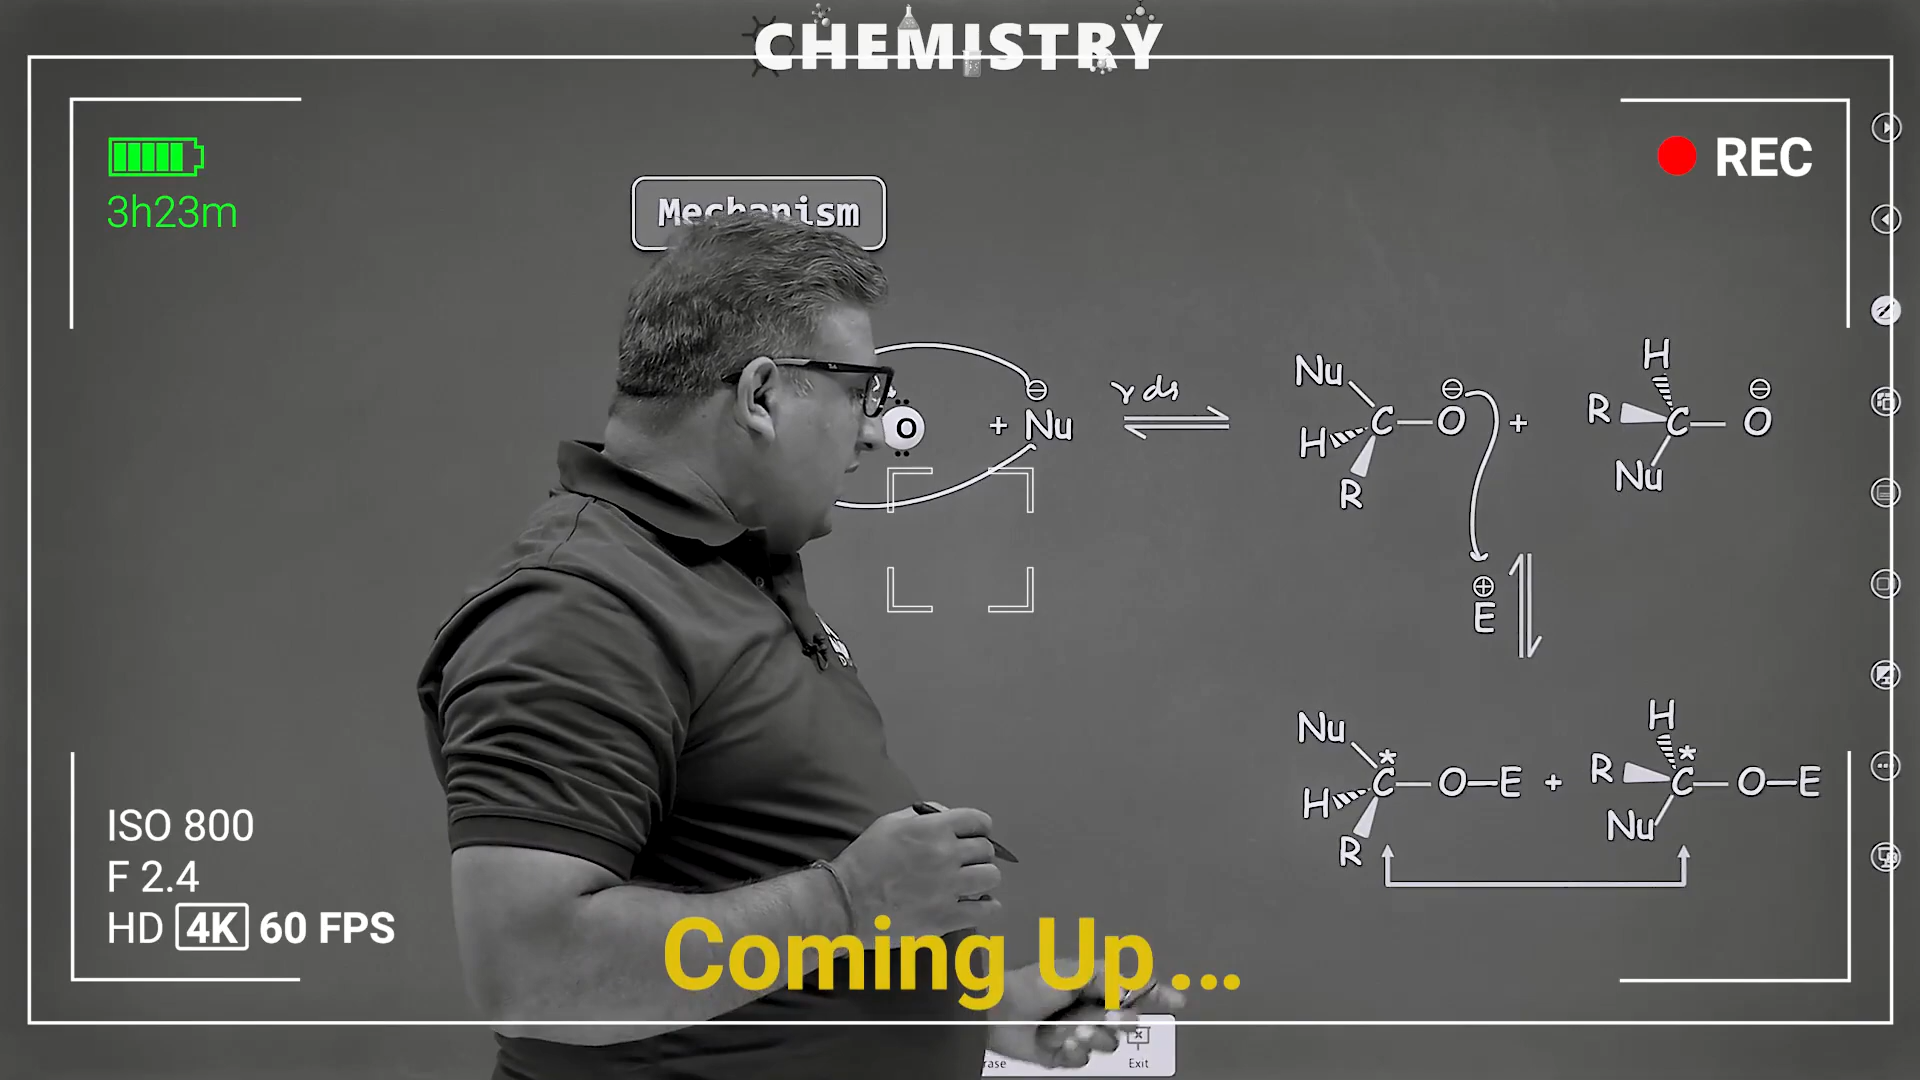 CHEMISTRY
3h23m
REC
Mechanism
O
+ Nu
⊖
rds
Nu
C—O
⊖
H
R
+
H
R
C — O
⊖
Nu
⊕
E
Nu
*
C — O—E
H
R
+
H
R
*
C — O—E
Nu
ISO 800
F 2.4
HD 4K 60 FPS
Coming Up...
Exit